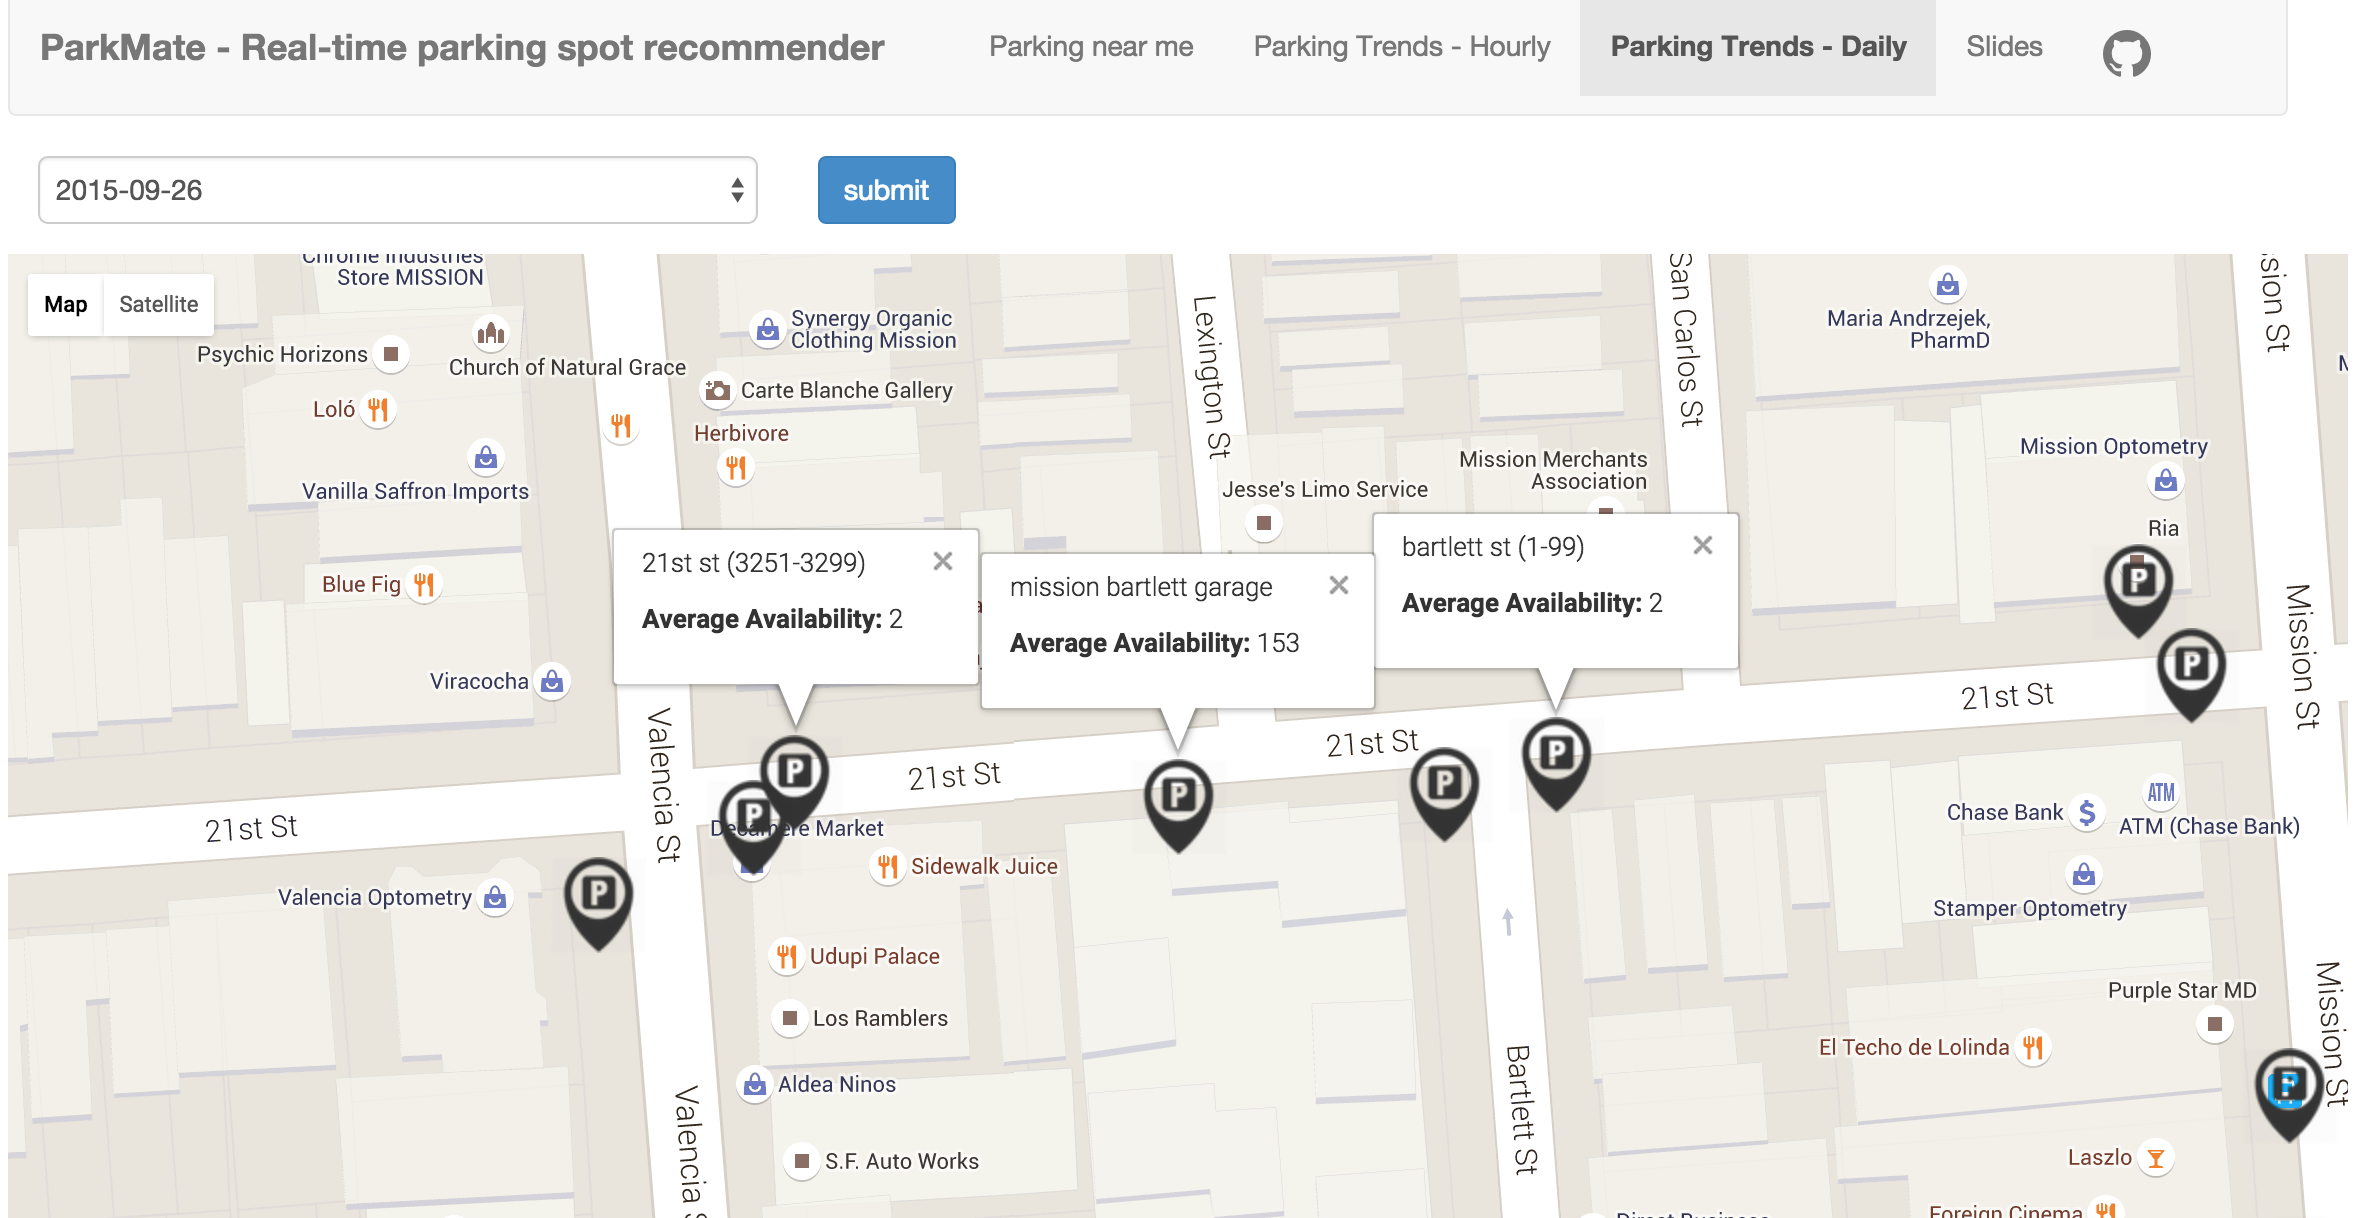 ParkMate - Real-time parking spot recommender
Parking near me
Parking Trends - Hourly
Parking Trends - Daily
Slides
2015-09-26
submit
Map
Satellite
Chrome Industries
Store MISSION
Psychic Horizons
Church of Natural Grace
Loló
Vanilla Saffron Imports
Blue Fig
Viracocha
Synergy Organic
Clothing Mission
Carte Blanche Gallery
Herbivore
Lexington St
San Carlos St
Maria Andrzejek,
PharmD
Mission Optometry
Ria
Mission Merchants
Association
Jesse's Limo Service
21st st (3251-3299)
Average Availability: 2
mission bartlett garage
Average Availability: 153
bartlett st (1-99)
Average Availability: 2
Mission St
21st St
21st St
21st St
21st St
Valencia St
Market
Sidewalk Juice
Valencia Optometry
Udupi Palace
Los Ramblers
Aldea Ninos
S.F. Auto Works
Valencia
Bartlett St
Chase Bank
ATM
ATM (Chase Bank)
Stamper Optometry
Purple Star MD
El Techo de Lolinda
Mission St
Laszlo
Foreign Cinema
P
P
P
P
P
P
P
P